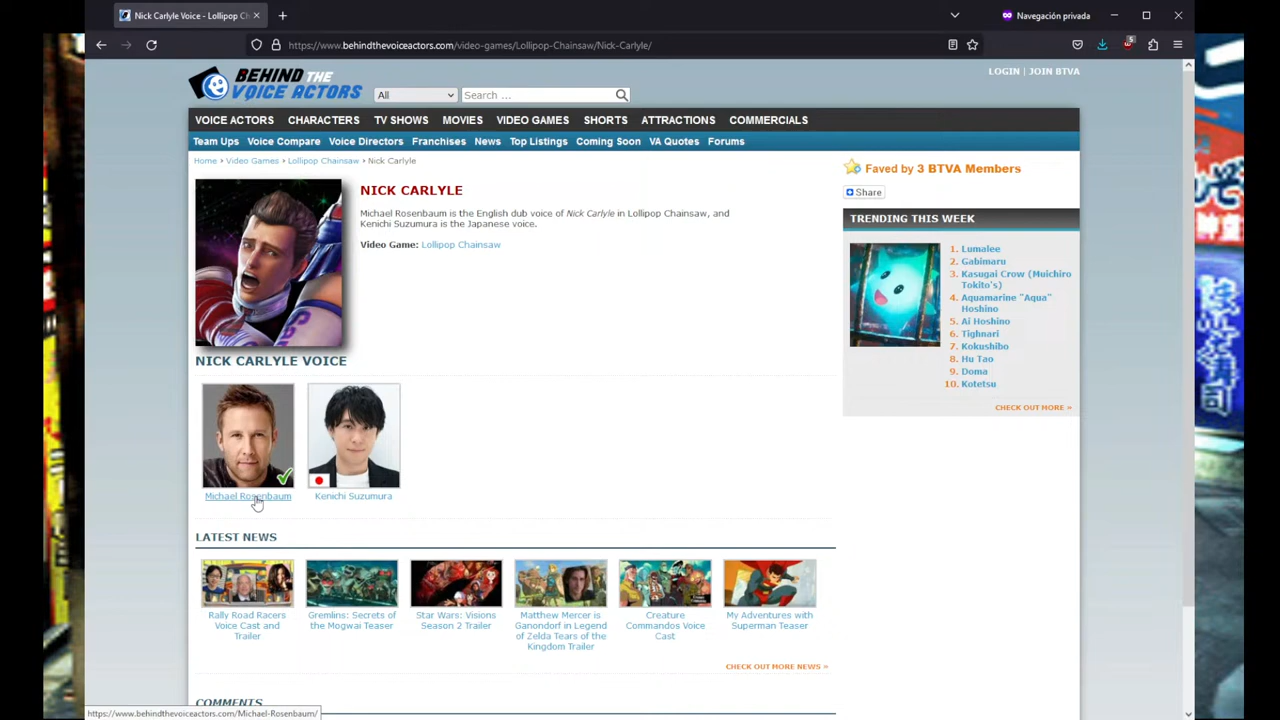 Nick Carlyle Voice - Lollipop Ch
Navegación privada
https://www.behindthevoiceactors.com/video-games/Lollipop-Chainsaw/Nick-Carlyle/
5
LOGIN | JOIN BTVA
BEHIND THE VOICE ACTORS
All
Search ...
VOICE ACTORS CHARACTERS TV SHOWS MOVIES VIDEO GAMES SHORTS ATTRACTIONS COMMERCIALS
Team Ups Voice Compare Voice Directors Franchises News Top Listings Coming Soon VA Quotes Forums
Home › Video Games › Lollipop Chainsaw › Nick Carlyle
NICK CARLYLE
Michael Rosenbaum is the English dub voice of Nick Carlyle in Lollipop Chainsaw, and
Kenichi Suzumura is the Japanese voice.
Video Game: Lollipop Chainsaw
Faved by 3 BTVA Members
Share
TRENDING THIS WEEK
1. Lumalee
2. Gabimaru
3. Kasugai Crow (Muichiro
Tokito's)
4. Aquamarine "Aqua"
Hoshino
5. Ai Hoshino
6. Tighnari
7. Kokushibo
8. Hu Tao
9. Doma
10. Kotetsu
CHECK OUT MORE »
NICK CARLYLE VOICE
Michael Rosenbaum
Kenichi Suzumura
LATEST NEWS
Rally Road Racers
Voice Cast and
Trailer
Gremlins: Secrets of
the Mogwai Teaser
Star Wars: Visions
Season 2 Trailer
Matthew Mercer is
Ganondorf in Legend
of Zelda Tears of the
Kingdom Trailer
Creature
Commandos Voice
Cast
My Adventures with
Superman Teaser
CHECK OUT MORE NEWS »
COMMENTS
https://www.behindthevoiceactors.com/Michael-Rosenbaum/